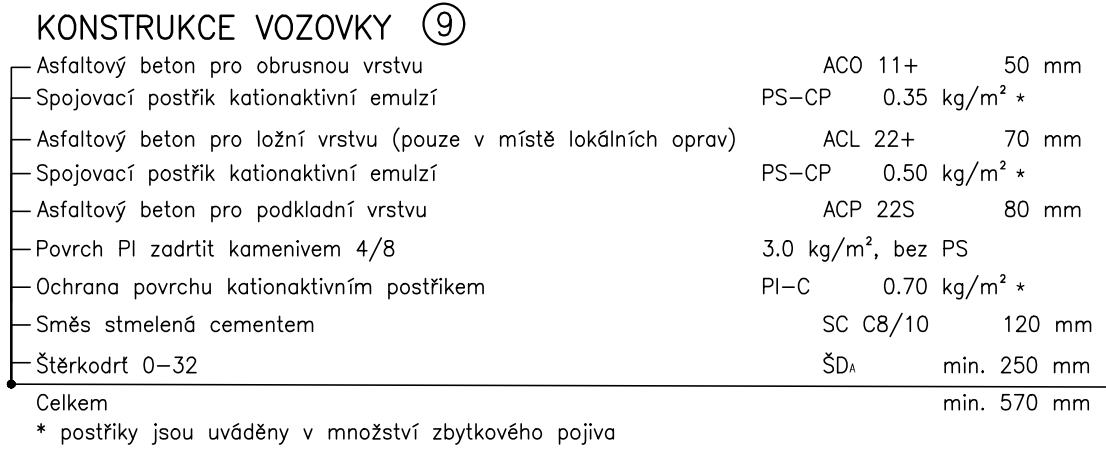 KONSTRUKCE VOZOVKY 9
Asfaltový beton pro obrusnou vrstvu ACO 11+ 50 mm
Spojovací postřik kationaktivní emulzí PS-CP 0.35 kg/m² *
Asfaltový beton pro ložní vrstvu (pouze v místě lokálních oprav) ACL 22+ 70 mm
Spojovací postřik kationaktivní emulzí PS-CP 0.50 kg/m² *
Asfaltový beton pro podkladní vrstvu ACP 22S 80 mm
Povrch PI zadrtit kamenivem 4/8 3.0 kg/m², bez PS
Ochrana povrchu kationaktivním postřikem PI-C 0.70 kg/m² *
Směs stmelená cementem SC C8/10 120 mm
Štěrkodrť 0-32 ŠDA min. 250 mm
Celkem min. 570 mm
* postřiky jsou uváděny v množství zbytkového pojiva